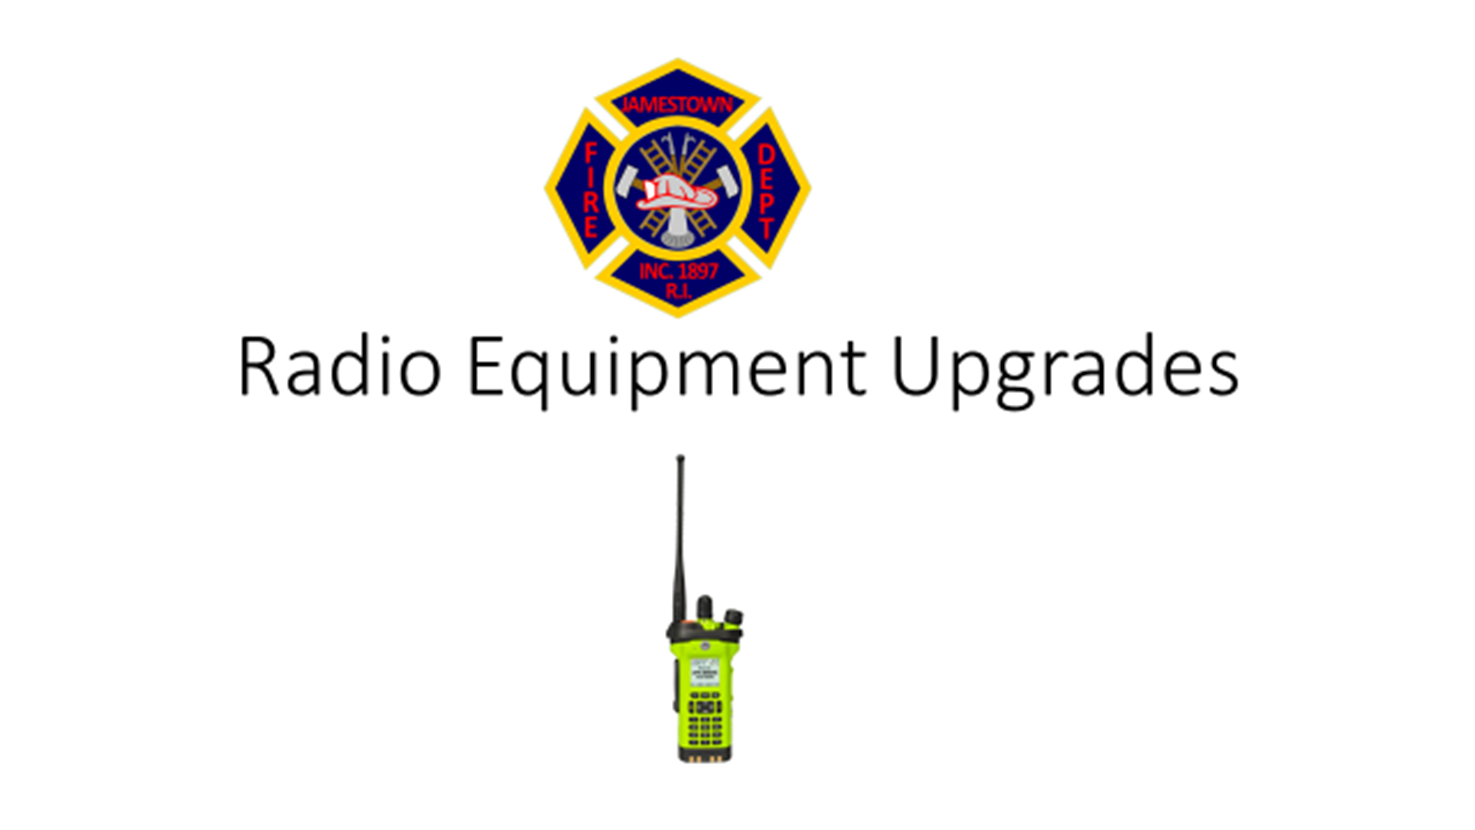 JAMESTOWN
FIRE
DEPT
INC. 1897
R.I.
Radio Equipment Upgrades